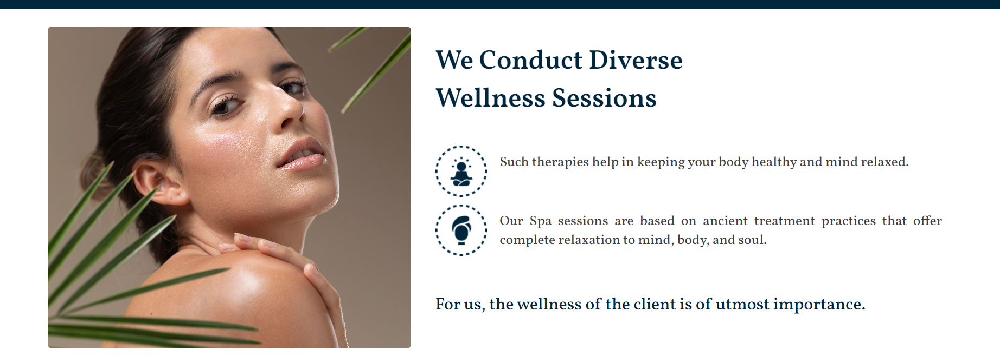 We Conduct Diverse
Wellness Sessions
Such therapies help in keeping your body healthy and mind relaxed.
Our Spa sessions are based on ancient treatment practices that offer
complete relaxation to mind, body, and soul.
For us, the wellness of the client is of utmost importance.